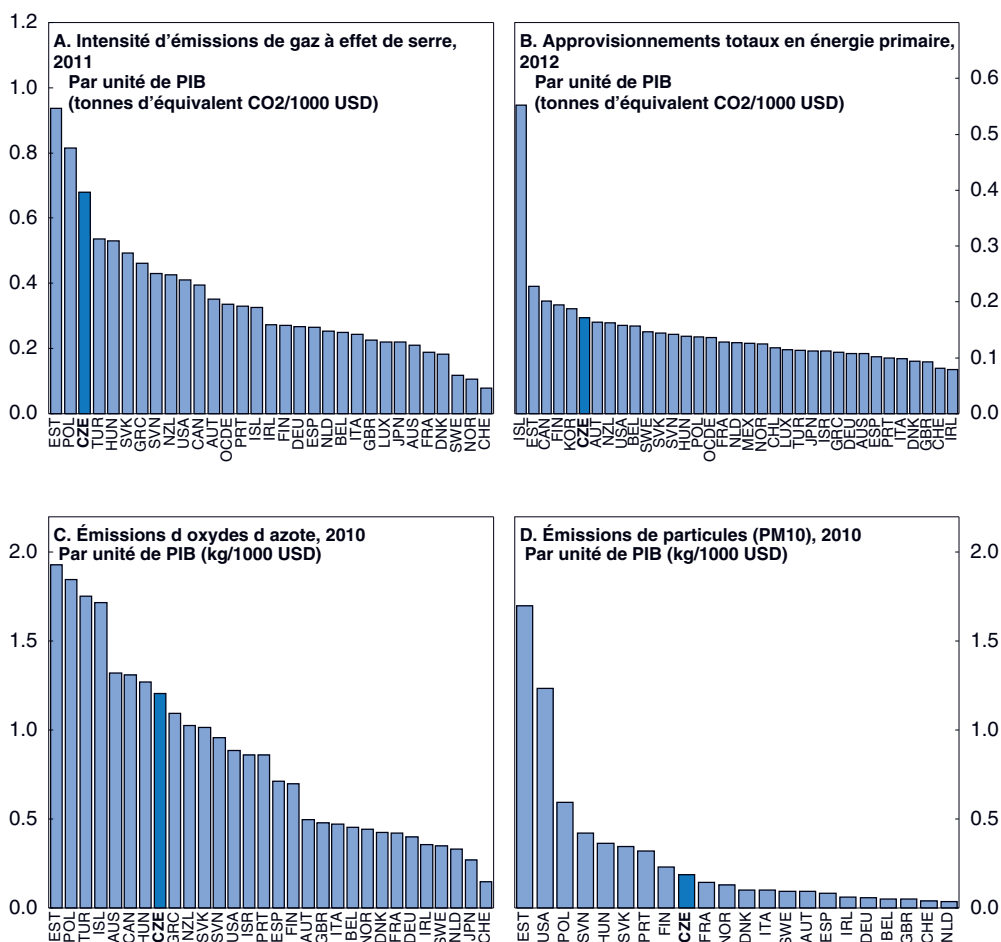 A. Intensité d'émissions de gaz à effet de serre,
2011
Par unité de PIB
(tonnes d'équivalent CO2/1000 USD)
1.2
1.0
0.8
0.6
0.4
0.2
0.0
EST POL CZE TUR HUN SVK GRC SVN NZL USA CAN AUT OCDE PRT ISL IRL FIN DEU ESP NLD BEL ITA GBR LUX JPN AUS FRA DNK SWE NOR CHE
B. Approvisionnements totaux en énergie primaire,
2012
Par unité de PIB
(tonnes d'équivalent CO2/1000 USD)
0.6
0.5
0.4
0.3
0.2
0.1
0.0
ISL EST CAN FIN KOR CZE AUT NZL USA BEL SWE SVK SVN HUN POL OCDE FRA NLD MEX NOR CHL LUX TUR JPN ISR GRC DEU AUS ESP PRT ITA DNK GBR CHE IRL
C. Émissions d oxydes d azote, 2010
Par unité de PIB (kg/1000 USD)
2.0
1.5
1.0
0.5
0.0
EST POL TUR ISL AUS CAN HUN CZE GRC NZL SVK SVN USA ISR PRT ESP FIN AUT GBR ITA BEL NOR DNK FRA DEU IRL SWE NLD JPN CHE
D. Émissions de particules (PM10), 2010
Par unité de PIB (kg/1000 USD)
2.0
1.5
1.0
0.5
0.0
EST USA POL SVN HUN SVK PRT FIN CZE FRA NOR DNK ITA SWE AUT ESP IRL DEU BEL GBR CHE NLD